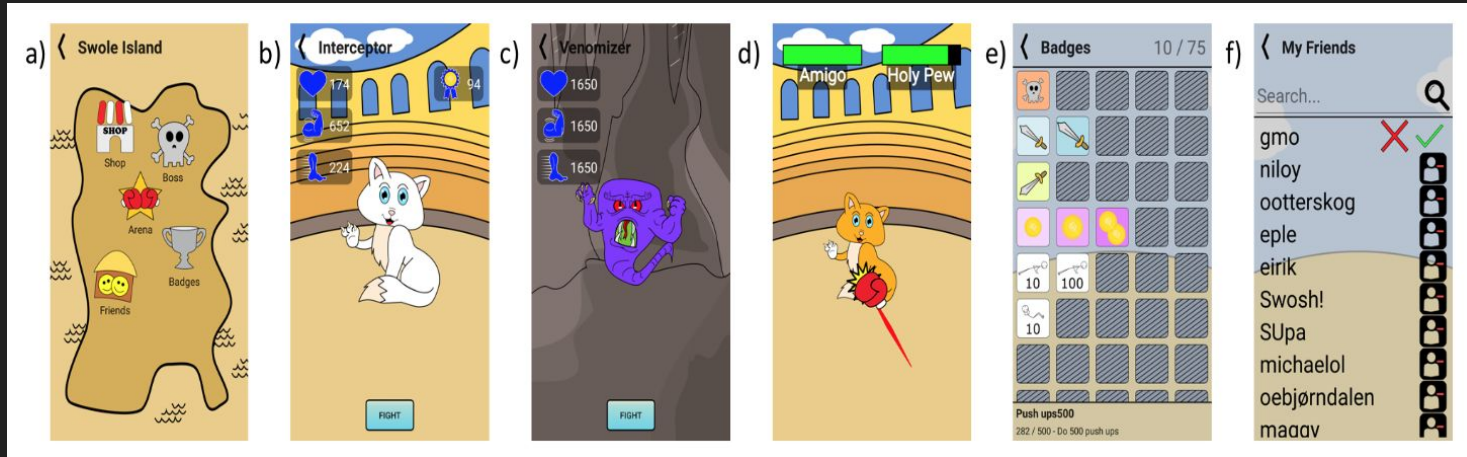 a)
Swole Island
SHOP
Shop
Boss
Arena
Badges
Friends
b)
Interceptor
174
94
652
224
FIGHT
c)
Venomizer
1650
1650
1650
FIGHT
d)
Amigo
Holy Pew
e)
Badges 10 / 75
10 100
10
Push ups500
282 / 500 - Do 500 push ups
f)
My Friends
Search...
gmo
niloy
ootterskog
eple
eirik
Swosh!
SUpa
michaelol
oebjørndalen
maggy